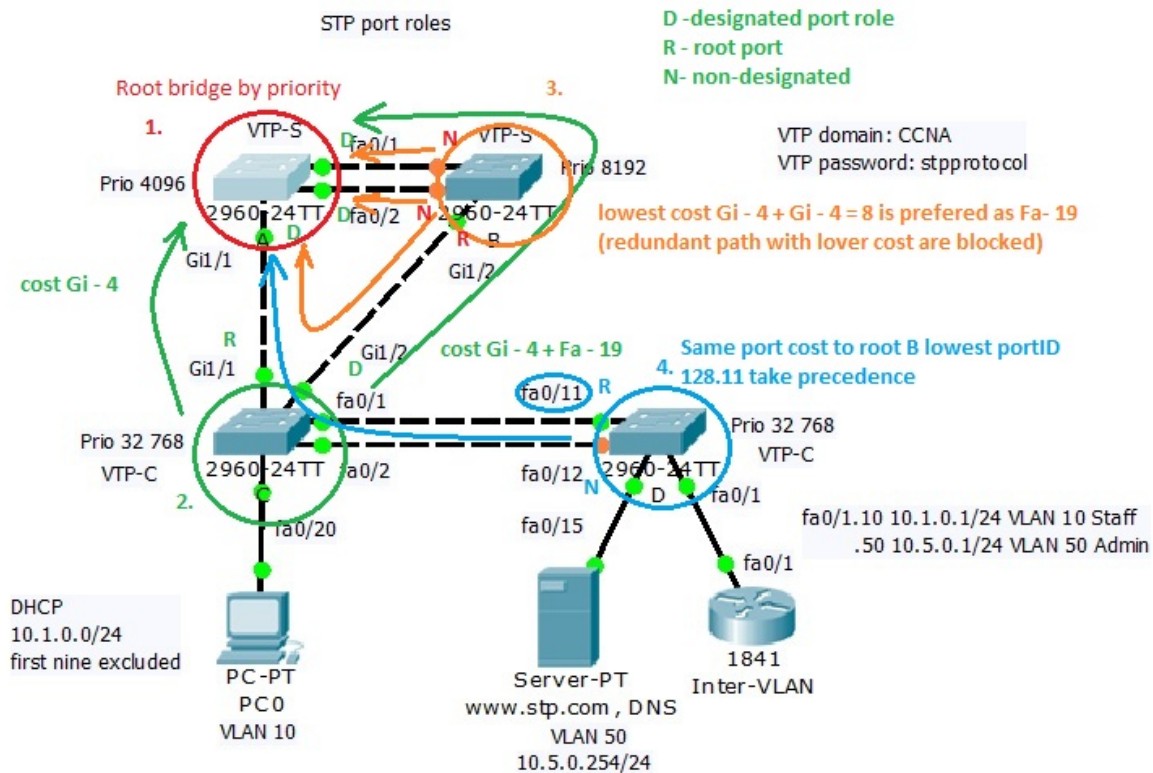 STP port roles
D -designated port role
R - root port
N- non-designated
Root bridge by priority
1.
3.
VTP-S
D
fa0/1
N
VTP-S
VTP domain: CCNA
VTP password: stpprotocol
Prio 4096
Prio 8192
2960-24TT
D
fa0/2
N
2960-24TT
A
D
R
B
lowest cost Gi - 4 + Gi - 4 = 8 is prefered as Fa- 19
(redundant path with lover cost are blocked)
Gi1/1
Gi1/2
cost Gi - 4
R
Gi1/1
Gi1/2
D
cost Gi - 4 + Fa - 19
Same port cost to root B lowest portID
128.11 take precedence
4.
fa0/1
fa0/11
R
Prio 32 768
VTP-C
2960-24TT
fa0/2
fa0/12
N
2960-24TT
D
Prio 32 768
VTP-C
2.
fa0/20
fa0/15
fa0/1
fa0/1.10 10.1.0.1/24 VLAN 10 Staff
.50 10.5.0.1/24 VLAN 50 Admin
fa0/1
DHCP
10.1.0.0/24
first nine excluded
PC-PT
PC0
VLAN 10
Server-PT
www.stp.com , DNS
VLAN 50
10.5.0.254/24
1841
Inter-VLAN